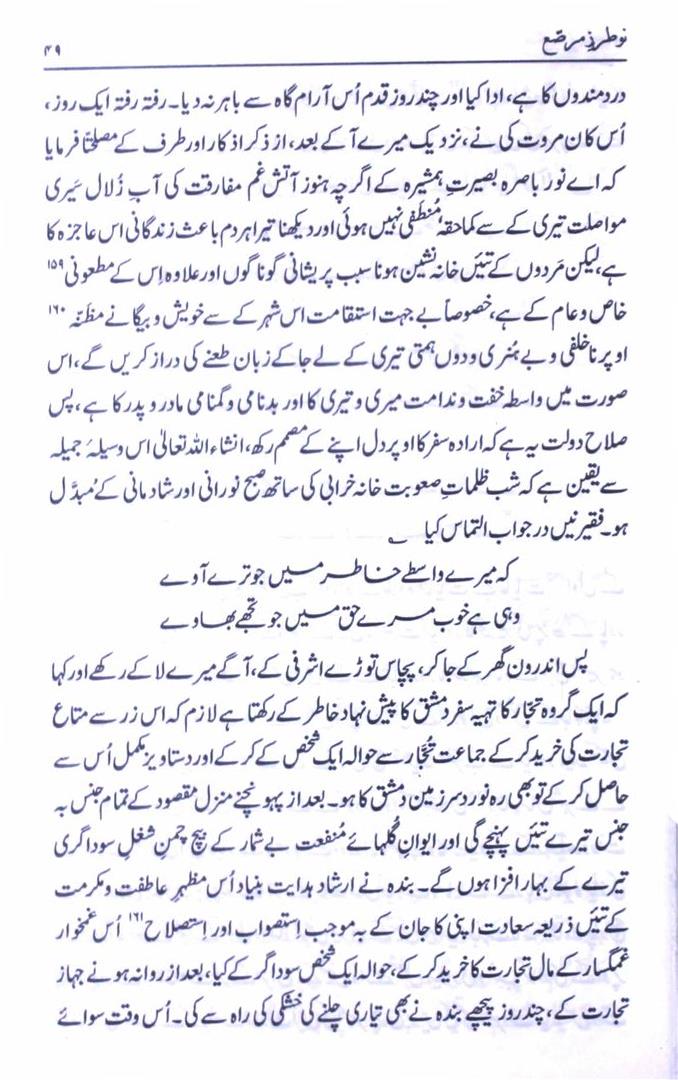 نو طرزِ مرصّع
۴۹
دردمندوں کا ہے، ادا کیا اور چند روز قدم اُس آرام گاہ سے باہر نہ دیا۔ رفتہ رفتہ ایک روز،
اُس کان مروت کی نے، نزدیک میرے آ کے بعد، از ذکر اذکار اور طرف کے مصلحتاً فرمایا
کہ اے نور باصرہ بصیرتِ ہمشیرہ کے اگرچہ ہنوز آتش غم مفارقت کی آبِ زُلال سَیری
مواصلت تیری کے سے کماحقہ‘ مُنطَفی نہیں ہوئی اور دیکھنا تیرا ہر دم باعث زندگانی اس عاجزہ کا
ہے، لیکن مَردوں کے تئیں خانہ نشین ہونا سبب پریشانی گوناگوں اور علاوہ اِس کے مطعونی ۱۵۹
خاص و عام کے ہے، خصوصاً بے جہت استقامت اس شہر کے سے خویش و بیگانے مظنّہ ۱۶۰
اوپر ناخلفی و بے ہنری و دوں ہمتی تیری کے لے جا کے زبان طعنے کی دراز کریں گے، اس
صورت میں واسطہ خفت و ندامت میری و تیری کا اور بدنامی و گمنامی مادر و پدر کا ہے، پس
صلاح دولت یہ ہے کہ ارادہ سفر کا اوپر دل اپنے کے مصمم رکھ، انشاء اللہ تعالیٰ اس وسیلۂ جمیلہ
سے یقین ہے کہ شب ظلماتِ صعوبت خانہ خرابی کی ساتھ صبح نورانی اور شادمانی کے مُبدّل
ہو۔ فقیر نیں در جواب التماس کیا
کہ میرے واسطے خاطر میں جو ترے آوے
وہی ہے خوب مرے حق میں جو تجھے بھاوے
پس اندرون گھر کے جا کر، پچاس توڑے اشرفی کے، آگے میرے لا کے رکھے اور کہا
کہ ایک گروہ تجّار کا تہیہ سفر دمشق کا پیش نہاد خاطر کے رکھتا ہے لازم کہ اس زر سے متاع
تجارت کی خرید کر کے جماعت تُجّار سے حوالہ ایک شخص کے کر کے اور دستاویز مکمل اُس سے
حاصل کر کے تو بھی رہ نورد سرزمین دمشق کا ہو۔ بعد از پہونچنے منزل مقصود کے تمام جنس بہ
جنس تیرے تئیں پہنچے گی اور ایوانِ گُلہائے مُنفعت بے شمار کے بیچ چمنِ شغلِ سوداگری
تیرے کے بہار افزا ہوں گے۔ بندہ نے ارشاد ہدایت بنیاد اُس مظہرِ عاطفت و مکرمت
کے تئیں ذریعہ سعادت اپنی کا جان کے بہ موجب اِستصواب اور اِستصلاح ۱۶۱ اُس غمخوار
غمگسار کے مال تجارت کا خرید کر کے، حوالہ ایک شخص سوداگر کے کیا، بعد از روانہ ہونے جہاز
تجارت کے، چند روز پیچھے بندہ نے بھی تیاری چلنے کی خشکی کی راہ سے کی۔ اُس وقت سوائے